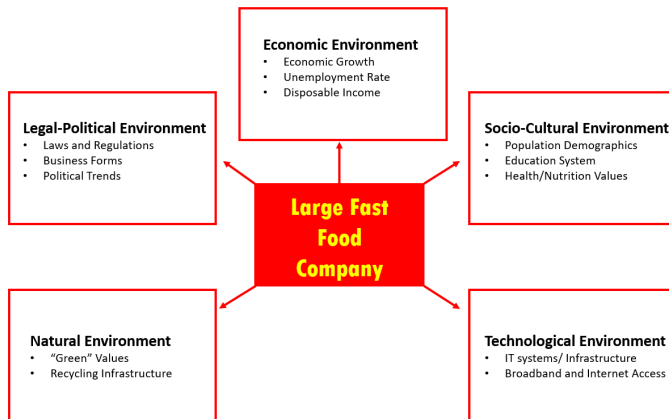 Economic Environment
• Economic Growth
• Unemployment Rate
• Disposable Income
Legal-Political Environment
• Laws and Regulations
• Business Forms
• Political Trends
Socio-Cultural Environment
• Population Demographics
• Education System
• Health/Nutrition Values
Large Fast
Food
Company
Natural Environment
• “Green” Values
• Recycling Infrastructure
Technological Environment
• IT systems/ Infrastructure
• Broadband and Internet Access